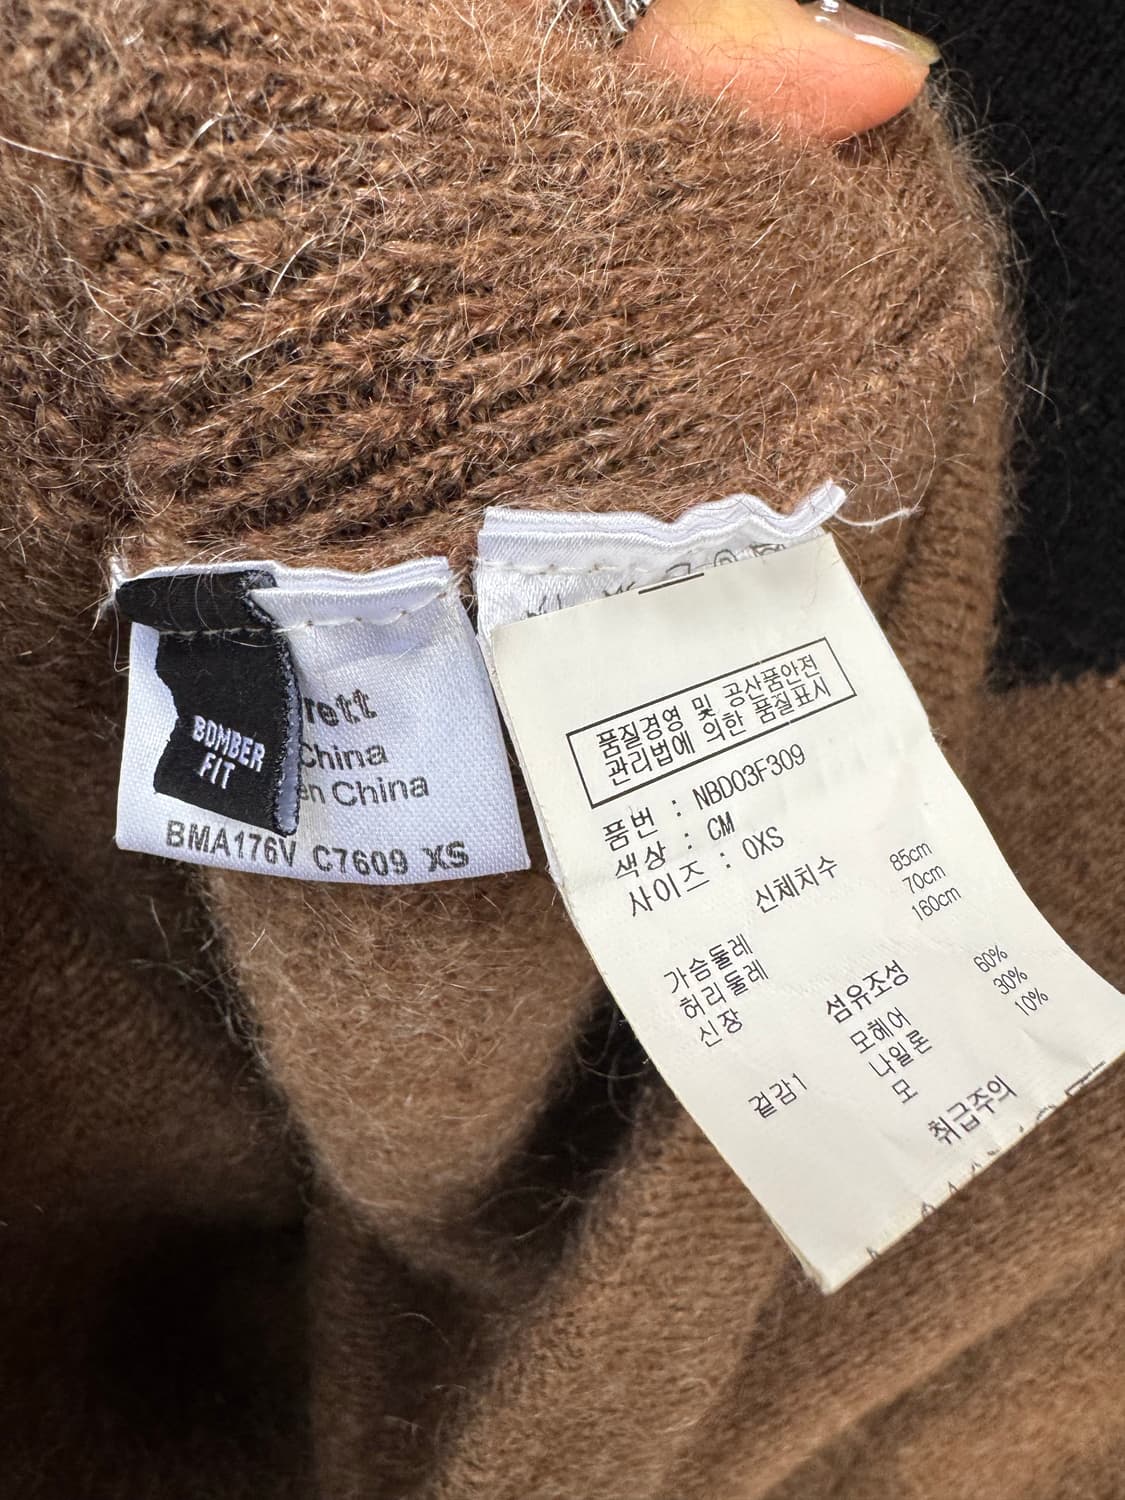 BOMBER
FIT
rett
China
en China
BMA176V C7609 XS
품질경영 및 공산품안전
관리법에 의한 품질표시
품번 : NBD03F309
색상 : CM
사이즈 : 0XS
신체치수
가슴둘레 85cm
허리둘레 70cm
신장 160cm
섬유조성
겉감1 모헤어 60%
나일론 30%
모 10%
취급주의